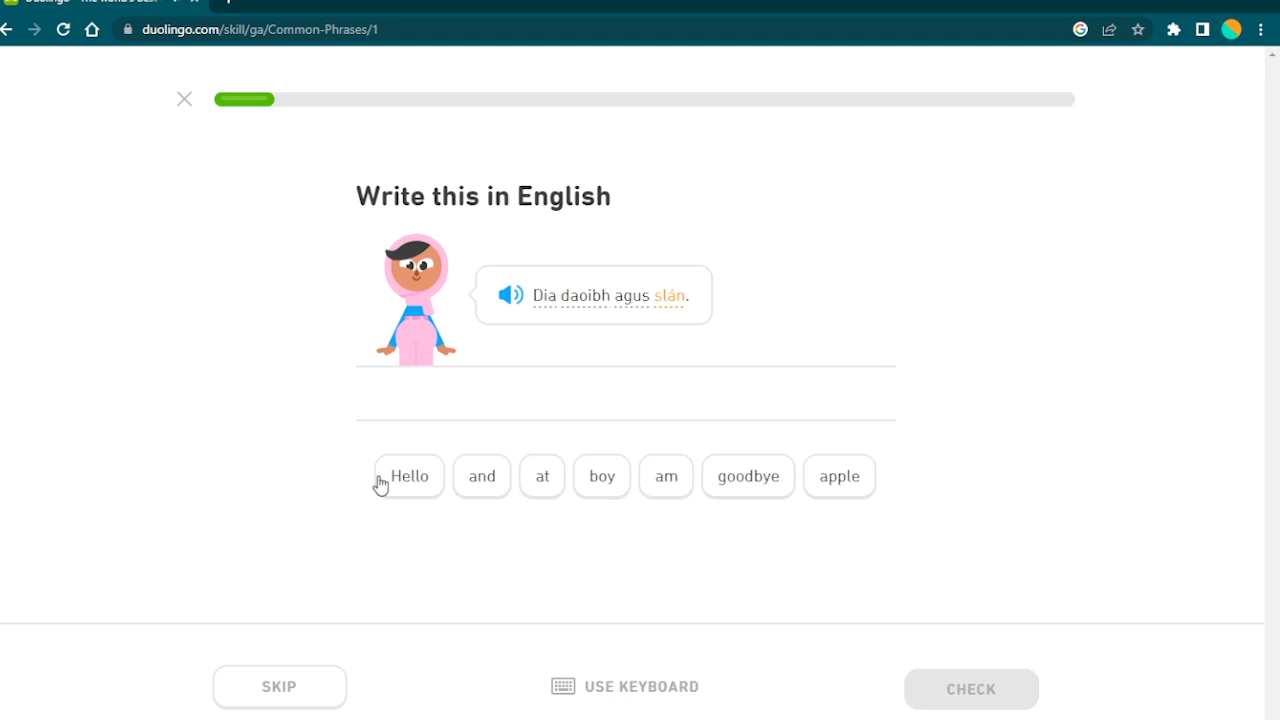 duolingo.com/skill/ga/Common-Phrases/1
Write this in English
Dia daoibh agus slán.
Hello and at boy am goodbye apple
SKIP USE KEYBOARD CHECK